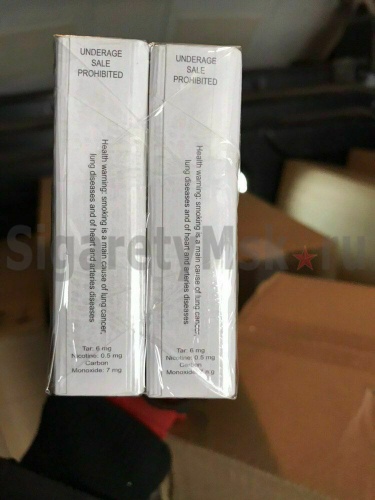 UNDERAGE
SALE
PROHIBITED
Health warning: smoking is a main cause of lung cancer,
lung diseases and of heart and arteries diseases
Tar: 6 mg
Nicotine: 0.5 mg
Carbon
Monoxide: 7 mg
UNDERAGE
SALE
PROHIBITED
Health warning: smoking is a main cause of lung cancer,
lung diseases and of heart and arteries diseases
Tar: 6 mg
Nicotine: 0.5 mg
Carbon
Monoxide: 7 mg